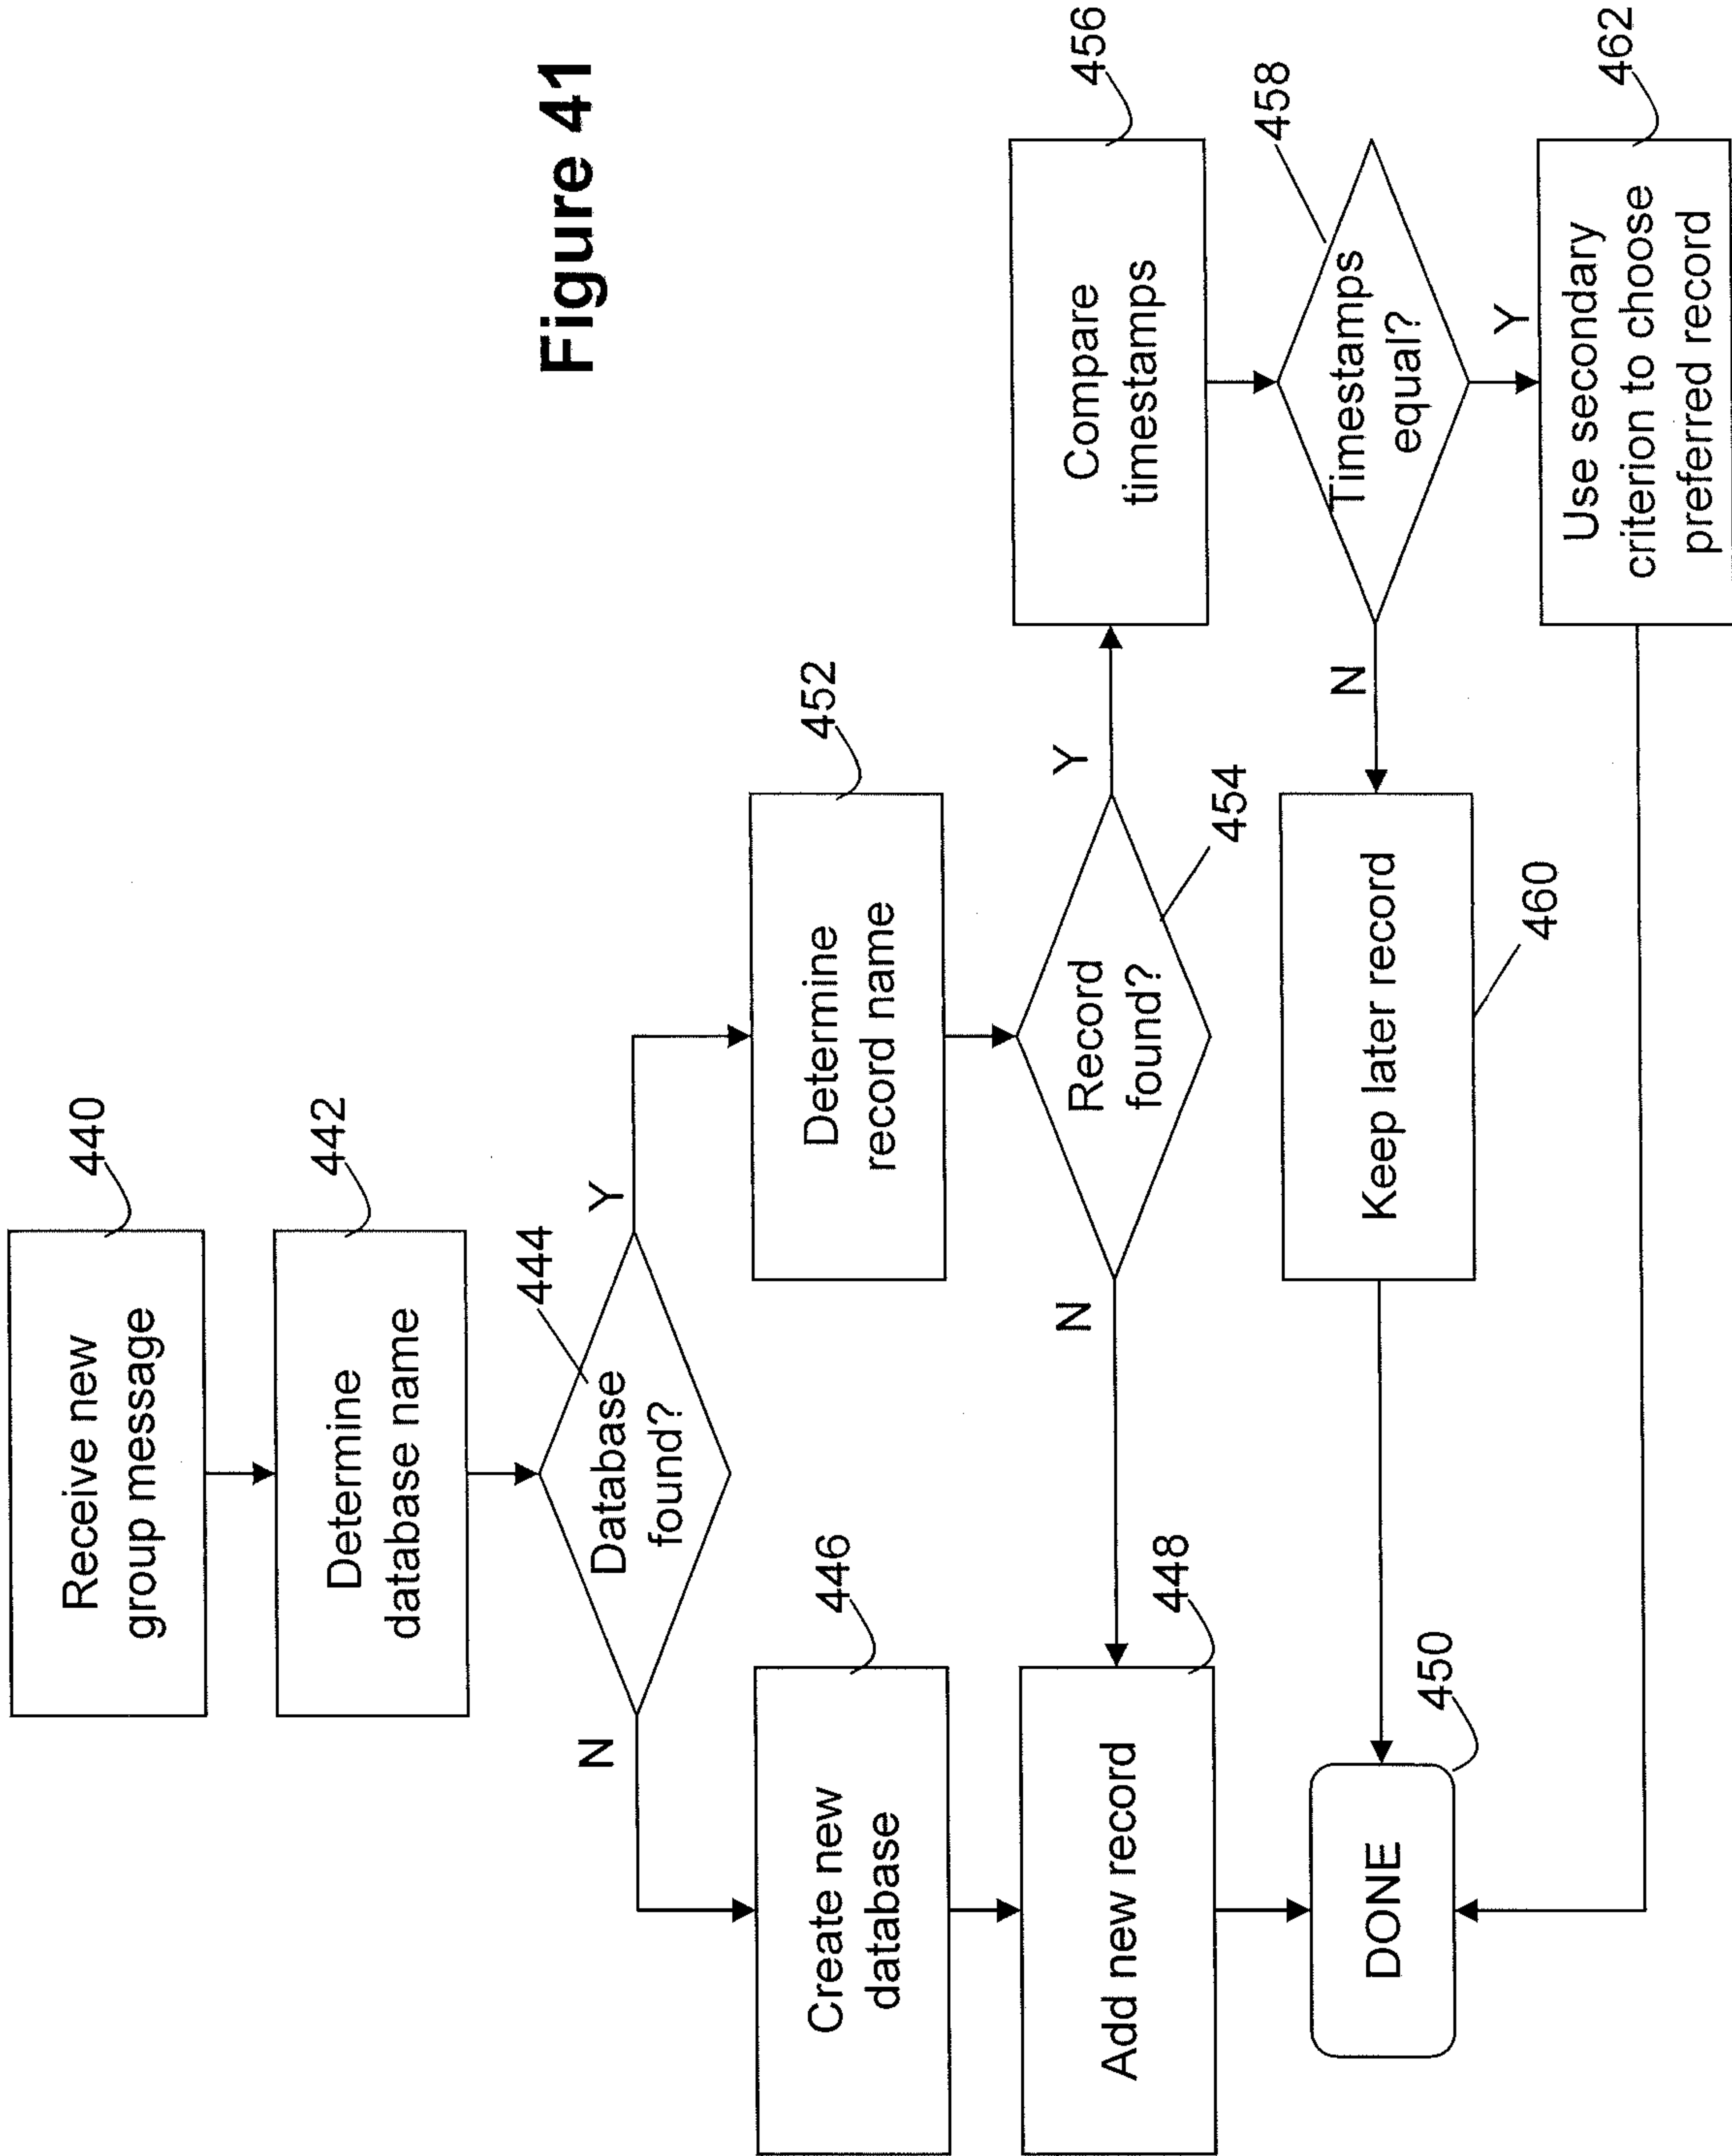 Figure 41
Receive new
group message
440
Determine
database name
442
Database
found?
444
Y
N
Create new
database
446
Determine
record name
452
Add new record
448
Record
found?
454
N
Y
Compare
timestamps
456
DONE
450
Keep later record
460
Timestamps
equal?
458
N
Y
Use secondary
criterion to choose
preferred record
462